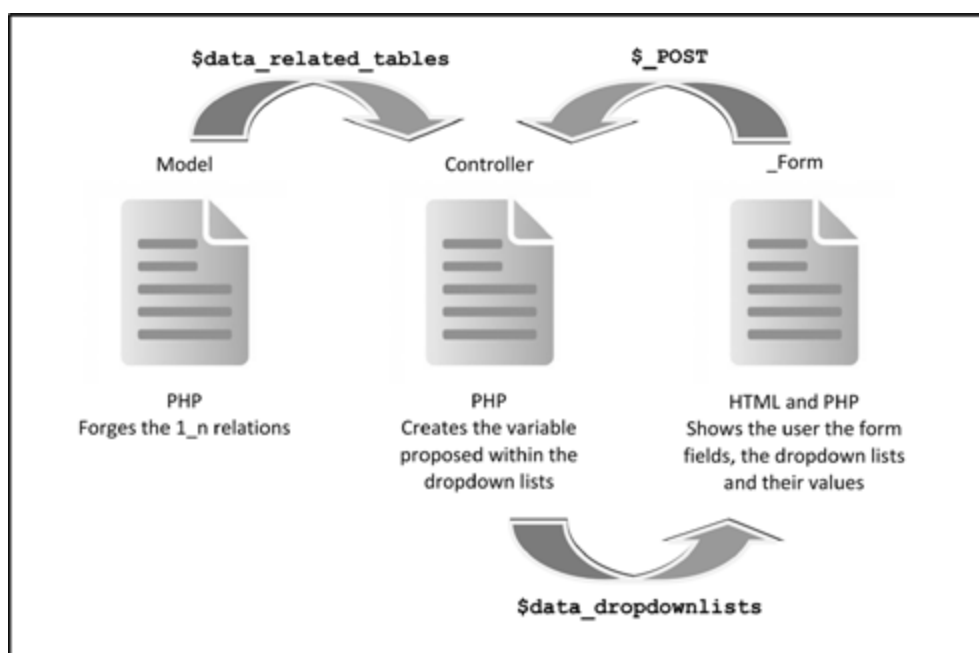 $data_related_tables
$_POST
Model
Controller
_Form
PHP
Forges the 1_n relations
PHP
Creates the variable
proposed within the
dropdown lists
HTML and PHP
Shows the user the form
fields, the dropdown lists
and their values
$data_dropdownlists